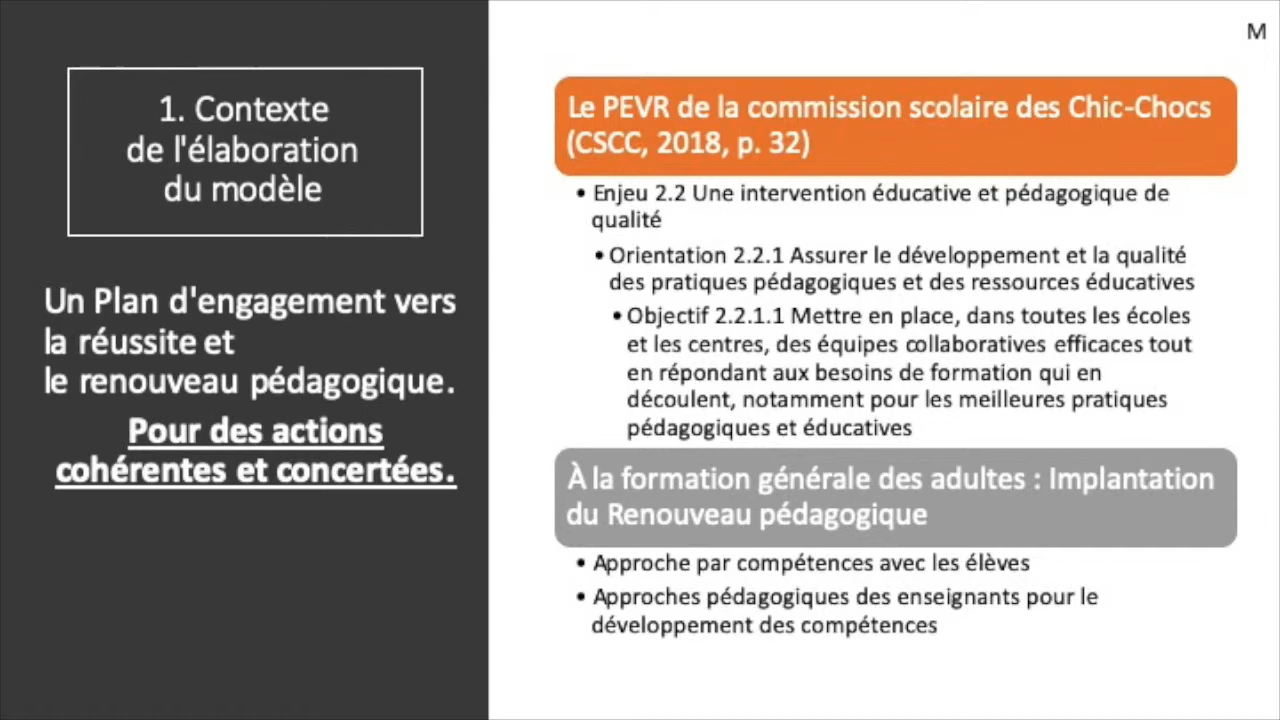 M
1. Contexte
de l'élaboration
du modèle
Un Plan d'engagement vers
la réussite et
le renouveau pédagogique.
Pour des actions
cohérentes et concertées.
Le PEVR de la commission scolaire des Chic-Chocs
(CSCC, 2018, p. 32)
• Enjeu 2.2 Une intervention éducative et pédagogique de
qualité
• Orientation 2.2.1 Assurer le développement et la qualité
des pratiques pédagogiques et des ressources éducatives
• Objectif 2.2.1.1 Mettre en place, dans toutes les écoles
et les centres, des équipes collaboratives efficaces tout
en répondant aux besoins de formation qui en
découlent, notamment pour les meilleures pratiques
pédagogiques et éducatives
À la formation générale des adultes : Implantation
du Renouveau pédagogique
• Approche par compétences avec les élèves
• Approches pédagogiques des enseignants pour le
développement des compétences